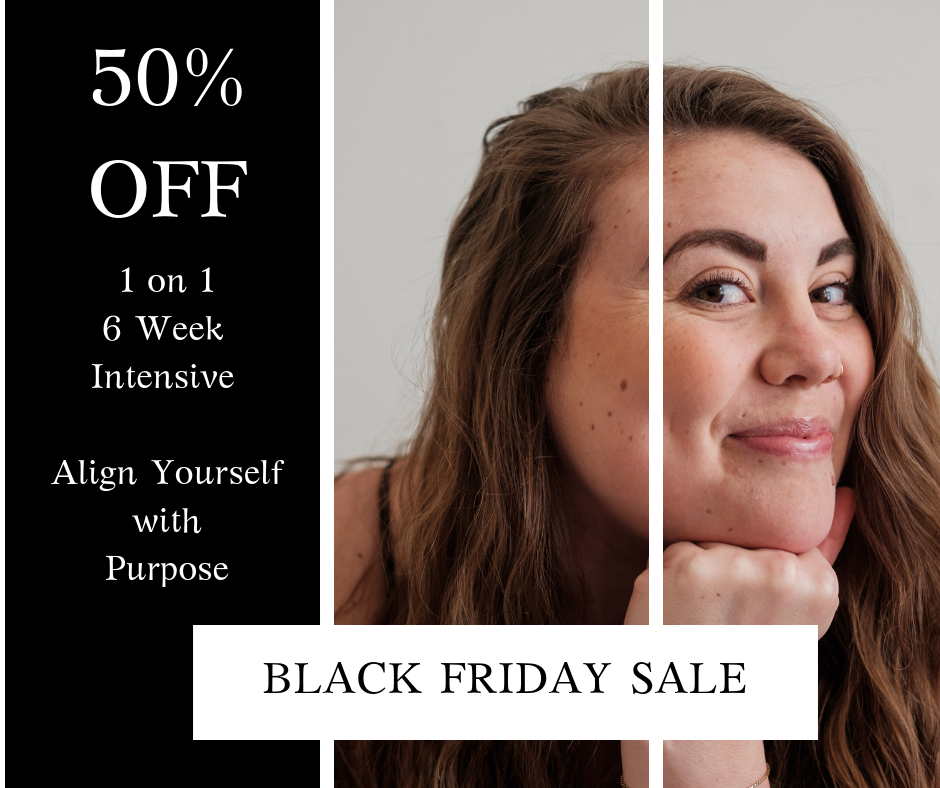 50%
OFF
1 on 1
6 Week
Intensive
Align Yourself
with
Purpose
BLACK FRIDAY SALE